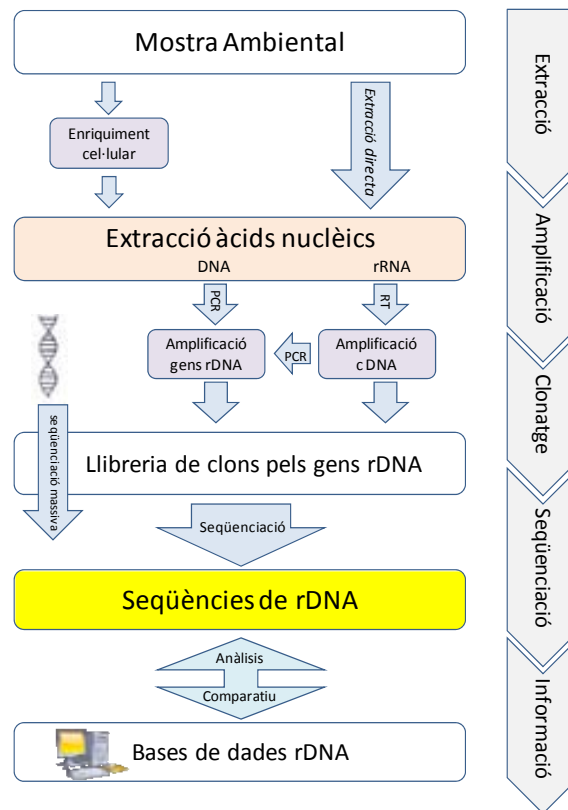 Mostra Ambiental
Enriquiment
cel·lular
Extracció directa
Extracció àcids nuclèics
DNA rRNA
PCR
RT
Amplificació
gens rDNA
PCR
Amplificació
c DNA
seqüenciació massiva
Llibreria de clons pels gens rDNA
Seqüenciació
Seqüències de rDNA
Anàlisis
Comparatiu
Bases de dades rDNA
Extracció
Amplificació
Clonatge
Seqüenciació
Informació